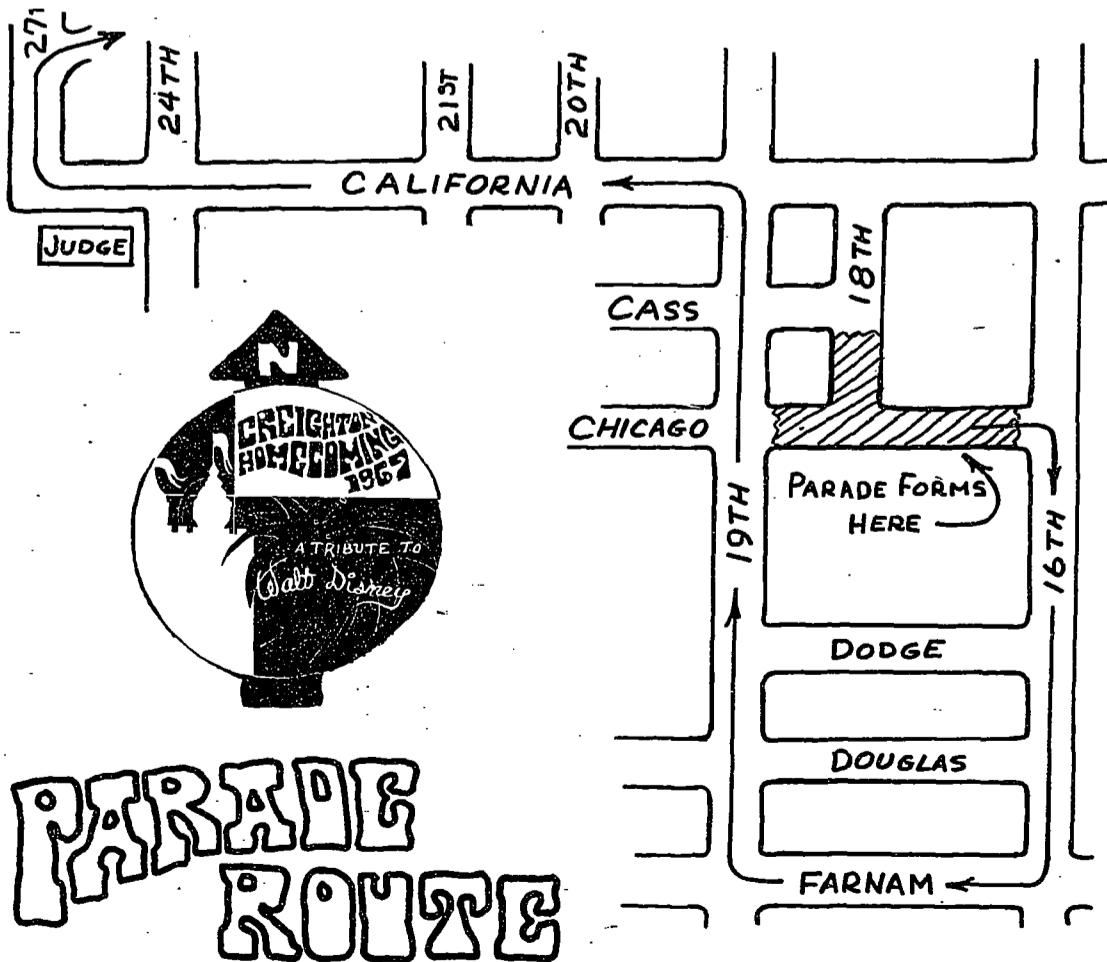 24TH
21ST
20TH
CALIFORNIA
JUDGE
18TH
CASS
N
CREIGHTON
HOMECOMING
1967
A TRIBUTE TO
Walt Disney
CHICAGO
PARADE FORMS
HERE
19TH
16TH
DODGE
DOUGLAS
FARNAM
PARADE
ROUTE